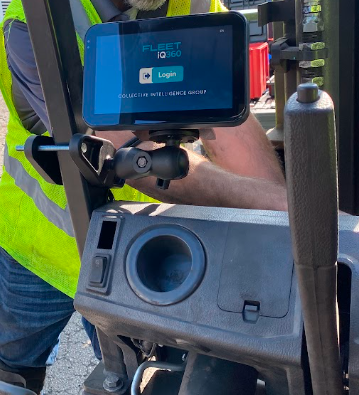 FLEET
iQ360
Login
COLLECTIVE INTELLIGENCE GROUP